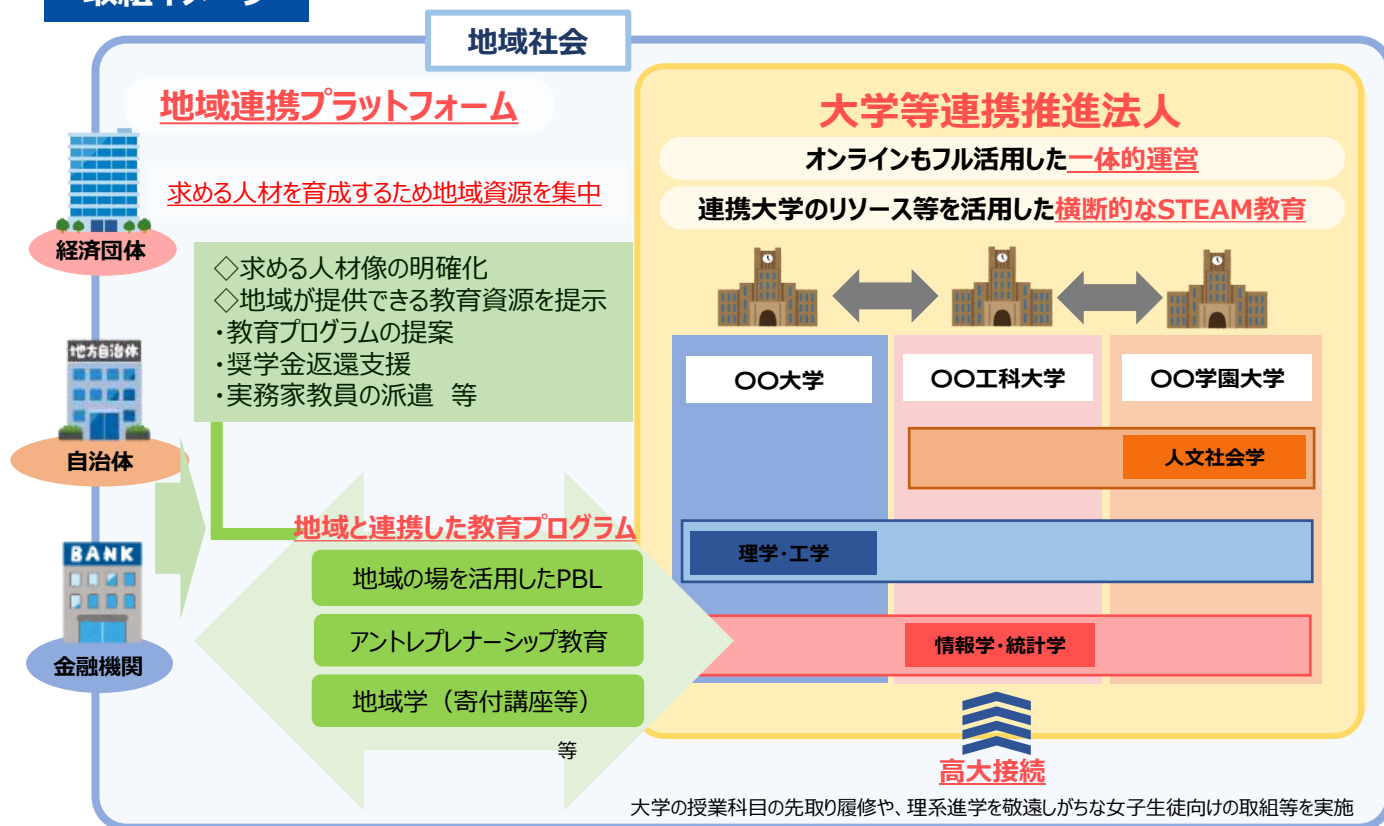 取組イメージ
地域社会
地域連携プラットフォーム
求める人材を育成するため地域資源を集中
経済団体
◇求める人材像の明確化
◇地域が提供できる教育資源を提示
・教育プログラムの提案
・奨学金返還支援
・実務家教員の派遣 等
地方自治体
自治体
BANK
金融機関
地域と連携した教育プログラム
地域の場を活用したPBL
アントレプレナーシップ教育
地域学（寄付講座等）
等
大学等連携推進法人
オンラインもフル活用した一体的運営
連携大学のリソース等を活用した横断的なSTEAM教育
〇〇大学
〇〇工科大学
〇〇学園大学
人文社会学
理学・工学
情報学・統計学
高大接続
大学の授業科目の先取り履修や、理系進学を敬遠しがちな女子生徒向けの取組等を実施